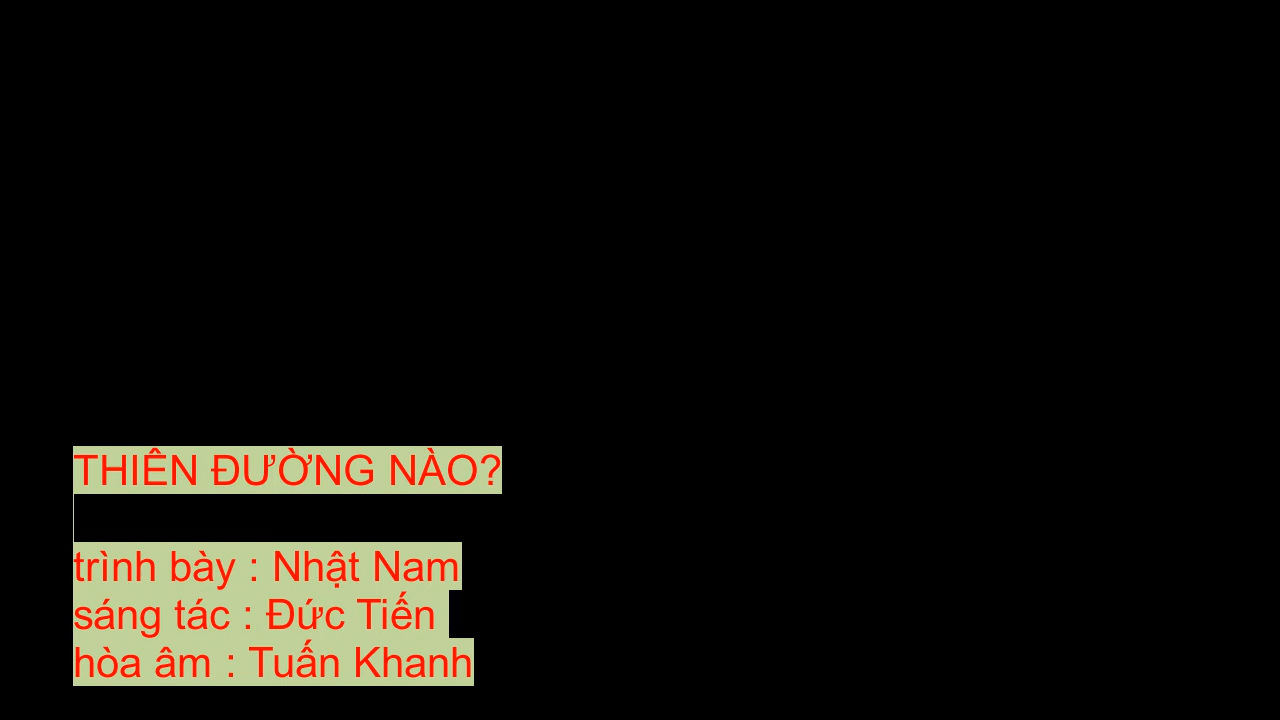 THIÊN ĐƯỜNG NÀO?
trình bày : Nhật Nam
sáng tác : Đức Tiến
hòa âm : Tuấn Khanh